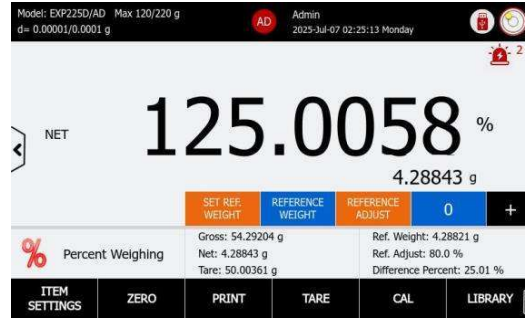 Model: EXP225D/AD Max 120/220 g
d= 0.00001/0.0001 g
AD
Admin
2025-Jul-07 02:25:13 Monday
2
NET
125.0058 %
4.28843 g
SET REF. WEIGHT
REFERENCE WEIGHT
REFERENCE ADJUST
0
+
% Percent Weighing
Gross: 54.29204 g
Net: 4.28843 g
Tare: 50.00361 g
Ref. Weight: 4.28821 g
Ref. Adjust: 80.0 %
Difference Percent: 25.01 %
ITEM SETTINGS
ZERO
PRINT
TARE
CAL
LIBRARY